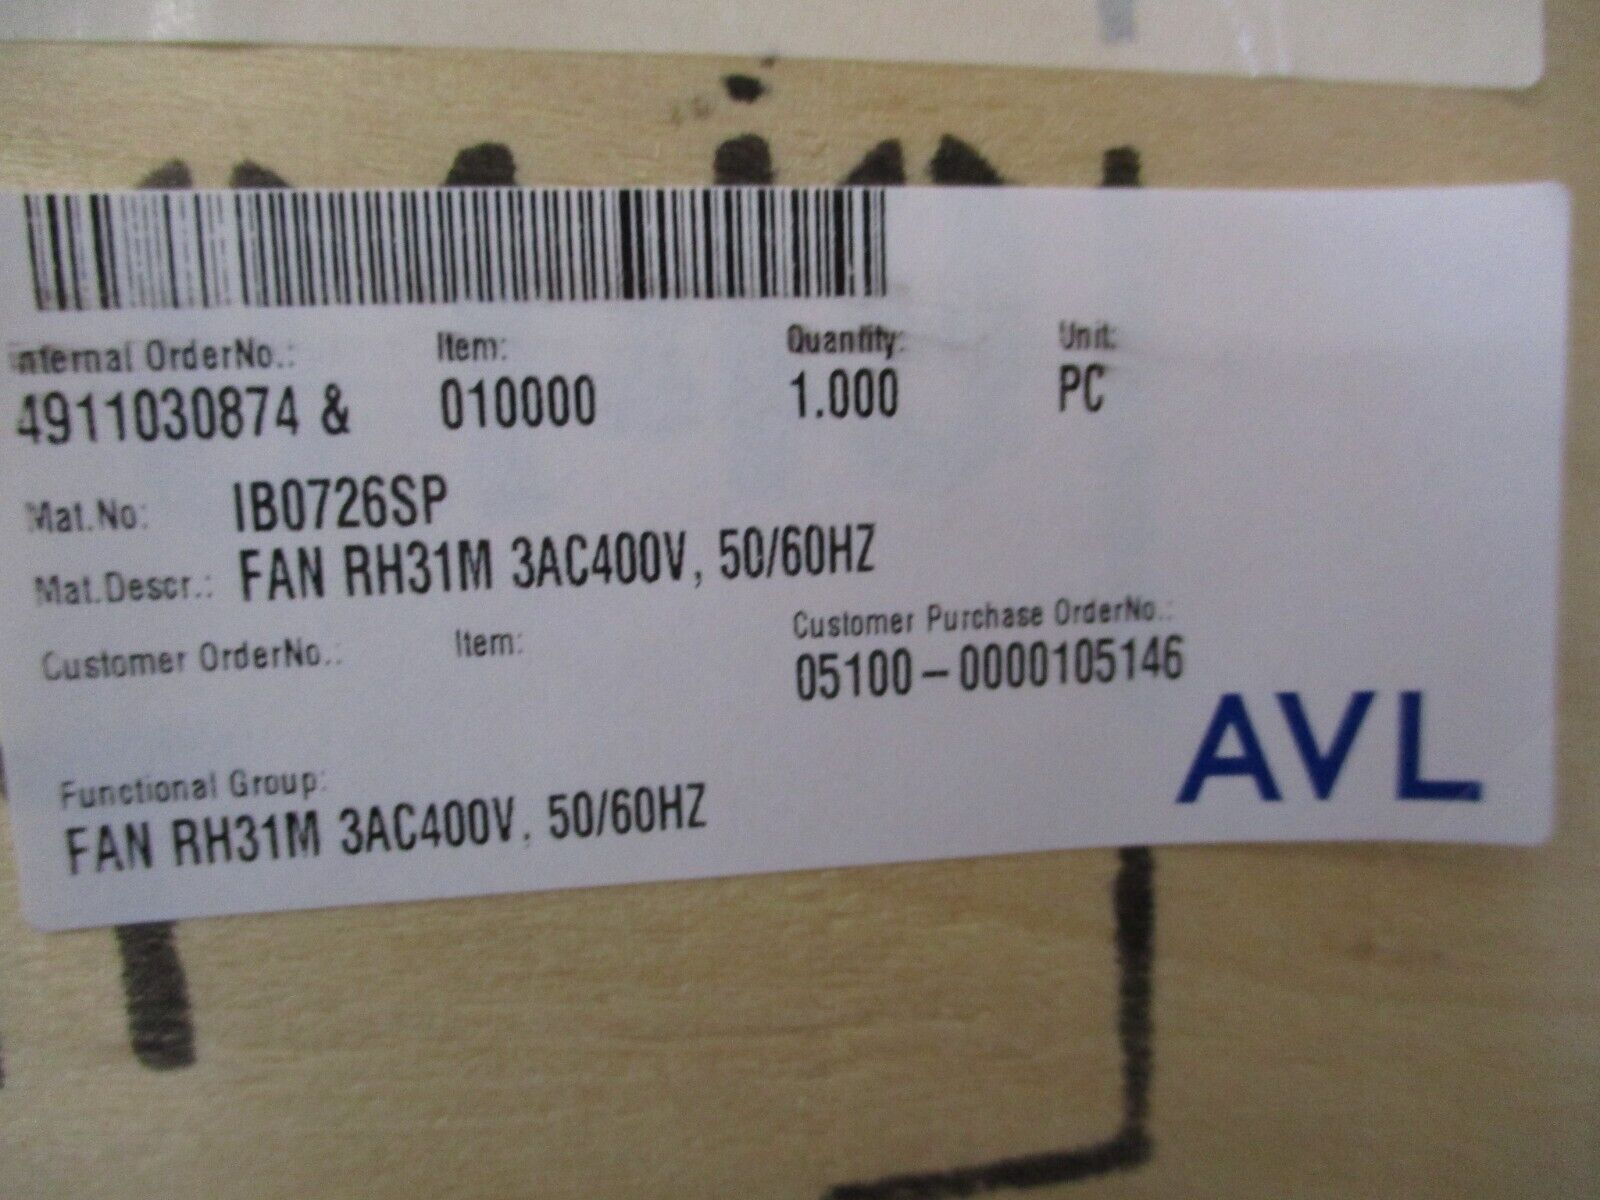 Internal OrderNo.: Item: Quantity: Unit:
4911030874 & 010000 1.000 PC
Mat.No: IB0726SP
Mat.Descr.: FAN RH31M 3AC400V, 50/60HZ
Customer OrderNo.: Item: Customer Purchase OrderNo.:
05100-0000105146
AVL
Functional Group:
FAN RH31M 3AC400V, 50/60HZ